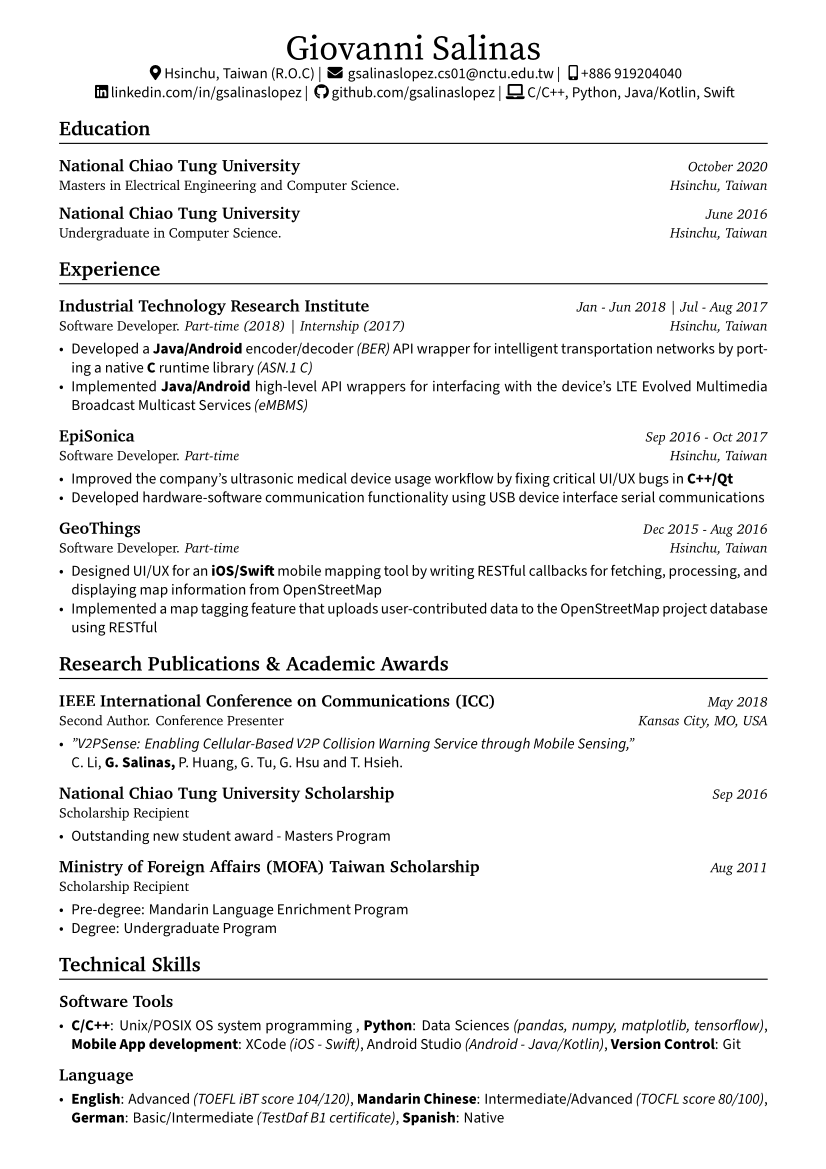 Giovanni Salinas
Hsinchu, Taiwan (R.O.C) | gsalinaslopez.cs01@nctu.edu.tw | +886 919204040
linkedin.com/in/gsalinaslopez | github.com/gsalinaslopez | C/C++, Python, Java/Kotlin, Swift
Education
National Chiao Tung University October 2020
Masters in Electrical Engineering and Computer Science. Hsinchu, Taiwan
National Chiao Tung University June 2016
Undergraduate in Computer Science. Hsinchu, Taiwan
Experience
Industrial Technology Research Institute Jan - Jun 2018 | Jul - Aug 2017
Software Developer. Part-time (2018) | Internship (2017) Hsinchu, Taiwan
• Developed a Java/Android encoder/decoder (BER) API wrapper for intelligent transportation networks by port-
ing a native C runtime library (ASN.1 C)
• Implemented Java/Android high-level API wrappers for interfacing with the device's LTE Evolved Multimedia
Broadcast Multicast Services (eMBMS)
EpiSonica Sep 2016 - Oct 2017
Software Developer. Part-time Hsinchu, Taiwan
• Improved the company's ultrasonic medical device usage workflow by fixing critical UI/UX bugs in C++/Qt
• Developed hardware-software communication functionality using USB device interface serial communications
GeoThings Dec 2015 - Aug 2016
Software Developer. Part-time Hsinchu, Taiwan
• Designed UI/UX for an iOS/Swift mobile mapping tool by writing RESTful callbacks for fetching, processing, and
displaying map information from OpenStreetMap
• Implemented a map tagging feature that uploads user-contributed data to the OpenStreetMap project database
using RESTful
Research Publications & Academic Awards
IEEE International Conference on Communications (ICC) May 2018
Second Author. Conference Presenter Kansas City, MO, USA
• ”V2PSense: Enabling Cellular-Based V2P Collision Warning Service through Mobile Sensing,”
C. Li, G. Salinas, P. Huang, G. Tu, G. Hsu and T. Hsieh.
National Chiao Tung University Scholarship Sep 2016
Scholarship Recipient
• Outstanding new student award - Masters Program
Ministry of Foreign Affairs (MOFA) Taiwan Scholarship Aug 2011
Scholarship Recipient
• Pre-degree: Mandarin Language Enrichment Program
• Degree: Undergraduate Program
Technical Skills
Software Tools
• C/C++: Unix/POSIX OS system programming , Python: Data Sciences (pandas, numpy, matplotlib, tensorflow),
Mobile App development: XCode (iOS - Swift), Android Studio (Android - Java/Kotlin), Version Control: Git
Language
• English: Advanced (TOEFL iBT score 104/120), Mandarin Chinese: Intermediate/Advanced (TOCFL score 80/100),
German: Basic/Intermediate (TestDaf B1 certificate), Spanish: Native